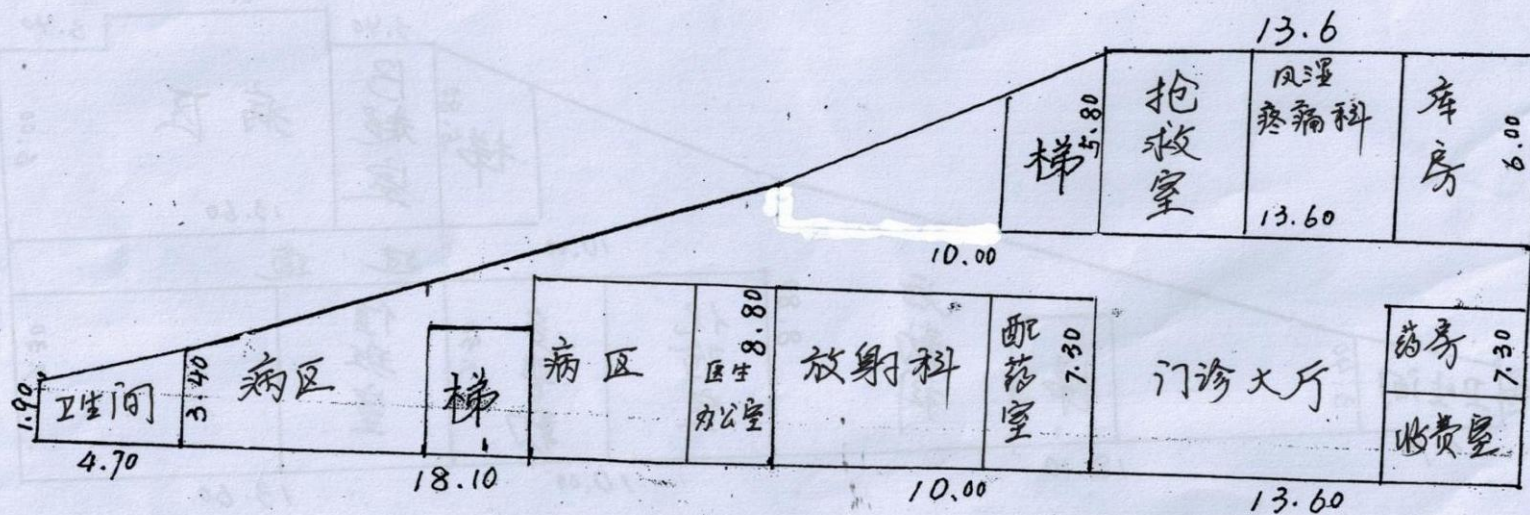 13.6
抢救室
风湿
疼痛科
库房
6.00
梯
5.80
13.60
10.00
1.90
卫生间
3.40
病区
梯
病区
医生
办公室
8.80
放射科
配药室
7.30
门诊大厅
药房
收费室
7.30
4.70
18.10
10.00
13.60